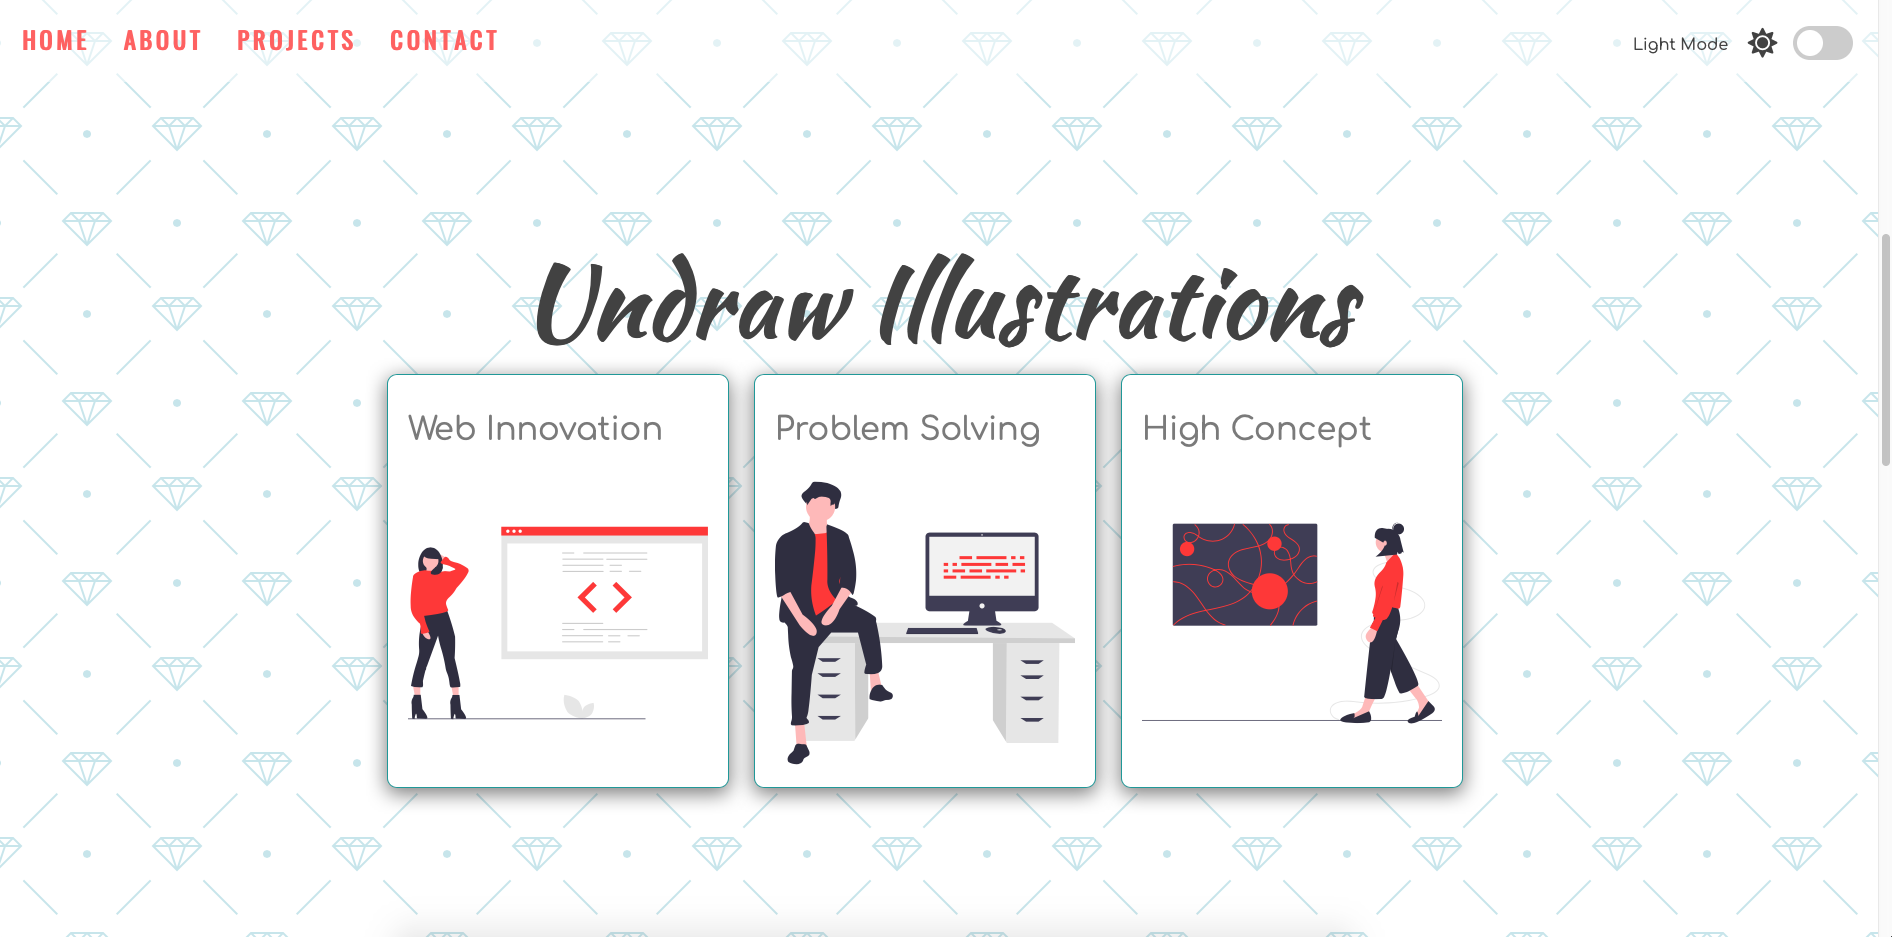 HOME ABOUT PROJECTS CONTACT Light Mode
Undraw Illustrations
Web Innovation
Problem Solving
High Concept